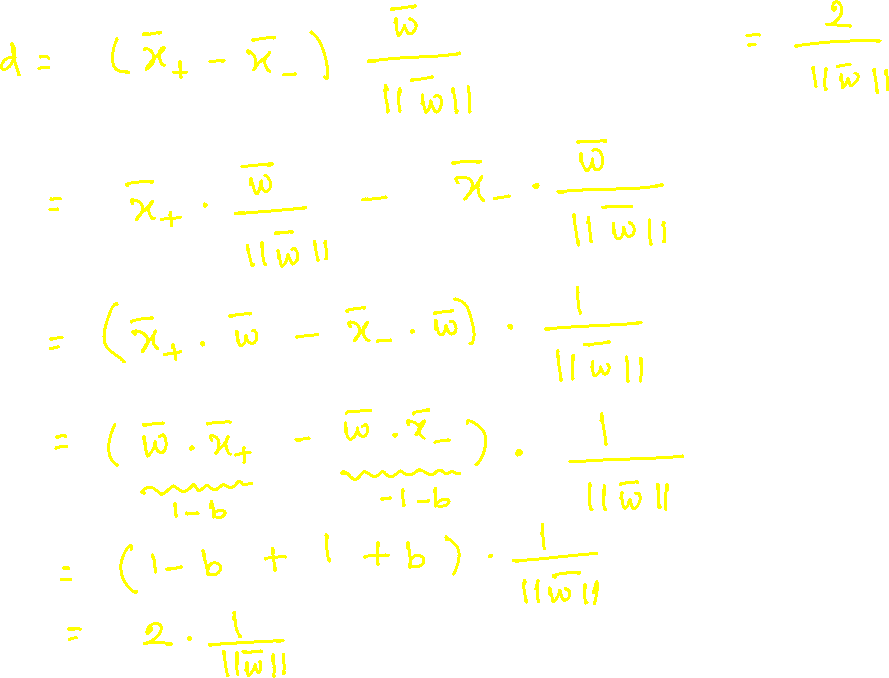 d = (x̄₊ - x̄₋) w̄ / ||w̄||
= x̄₊ · w̄ / ||w̄|| - x̄₋ · w̄ / ||w̄||
= (x̄₊ · w̄ - x̄₋ · w̄) · 1 / ||w̄||
= (w̄ · x̄₊ - w̄ · x̄₋) · 1 / ||w̄||
1-b -1-b
= (1-b + 1 + b) · 1 / ||w̄||
= 2 · 1 / ||w̄||
= 2 / ||w̄||